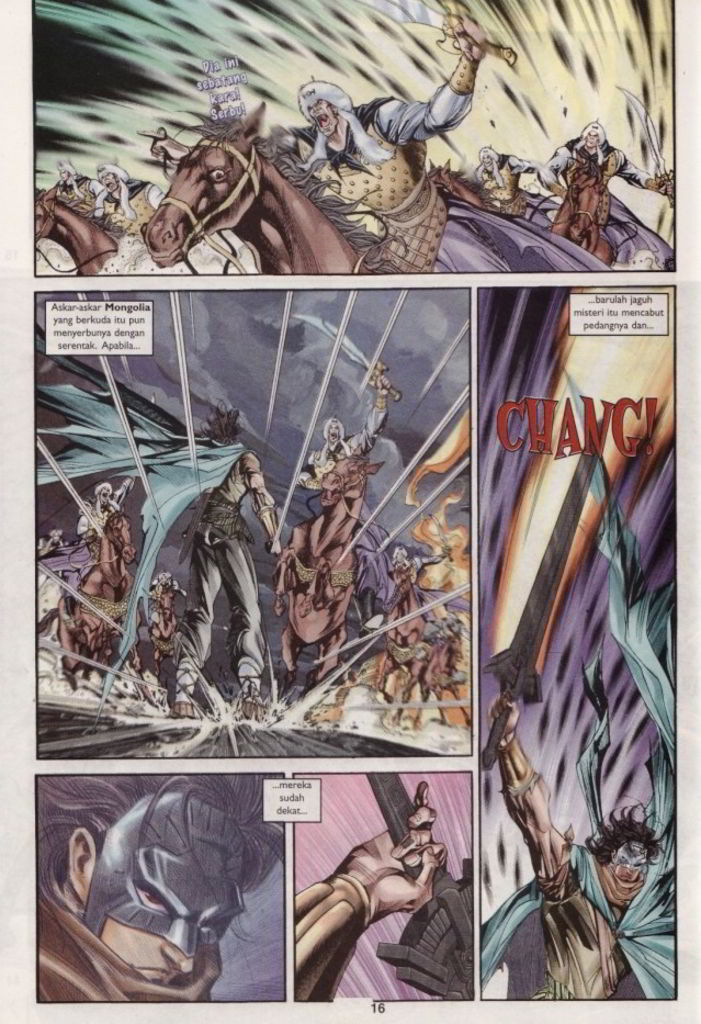 Dia ini
sebatang
kara!
Serbu!
Askar-askar Mongolia
yang berkuda itu pun
menyerbunya dengan
serentak. Apabila...
...mereka
sudah
dekat...
...barulah jaguh
misteri itu mencabut
pedangnya dan...
CHANG!
16